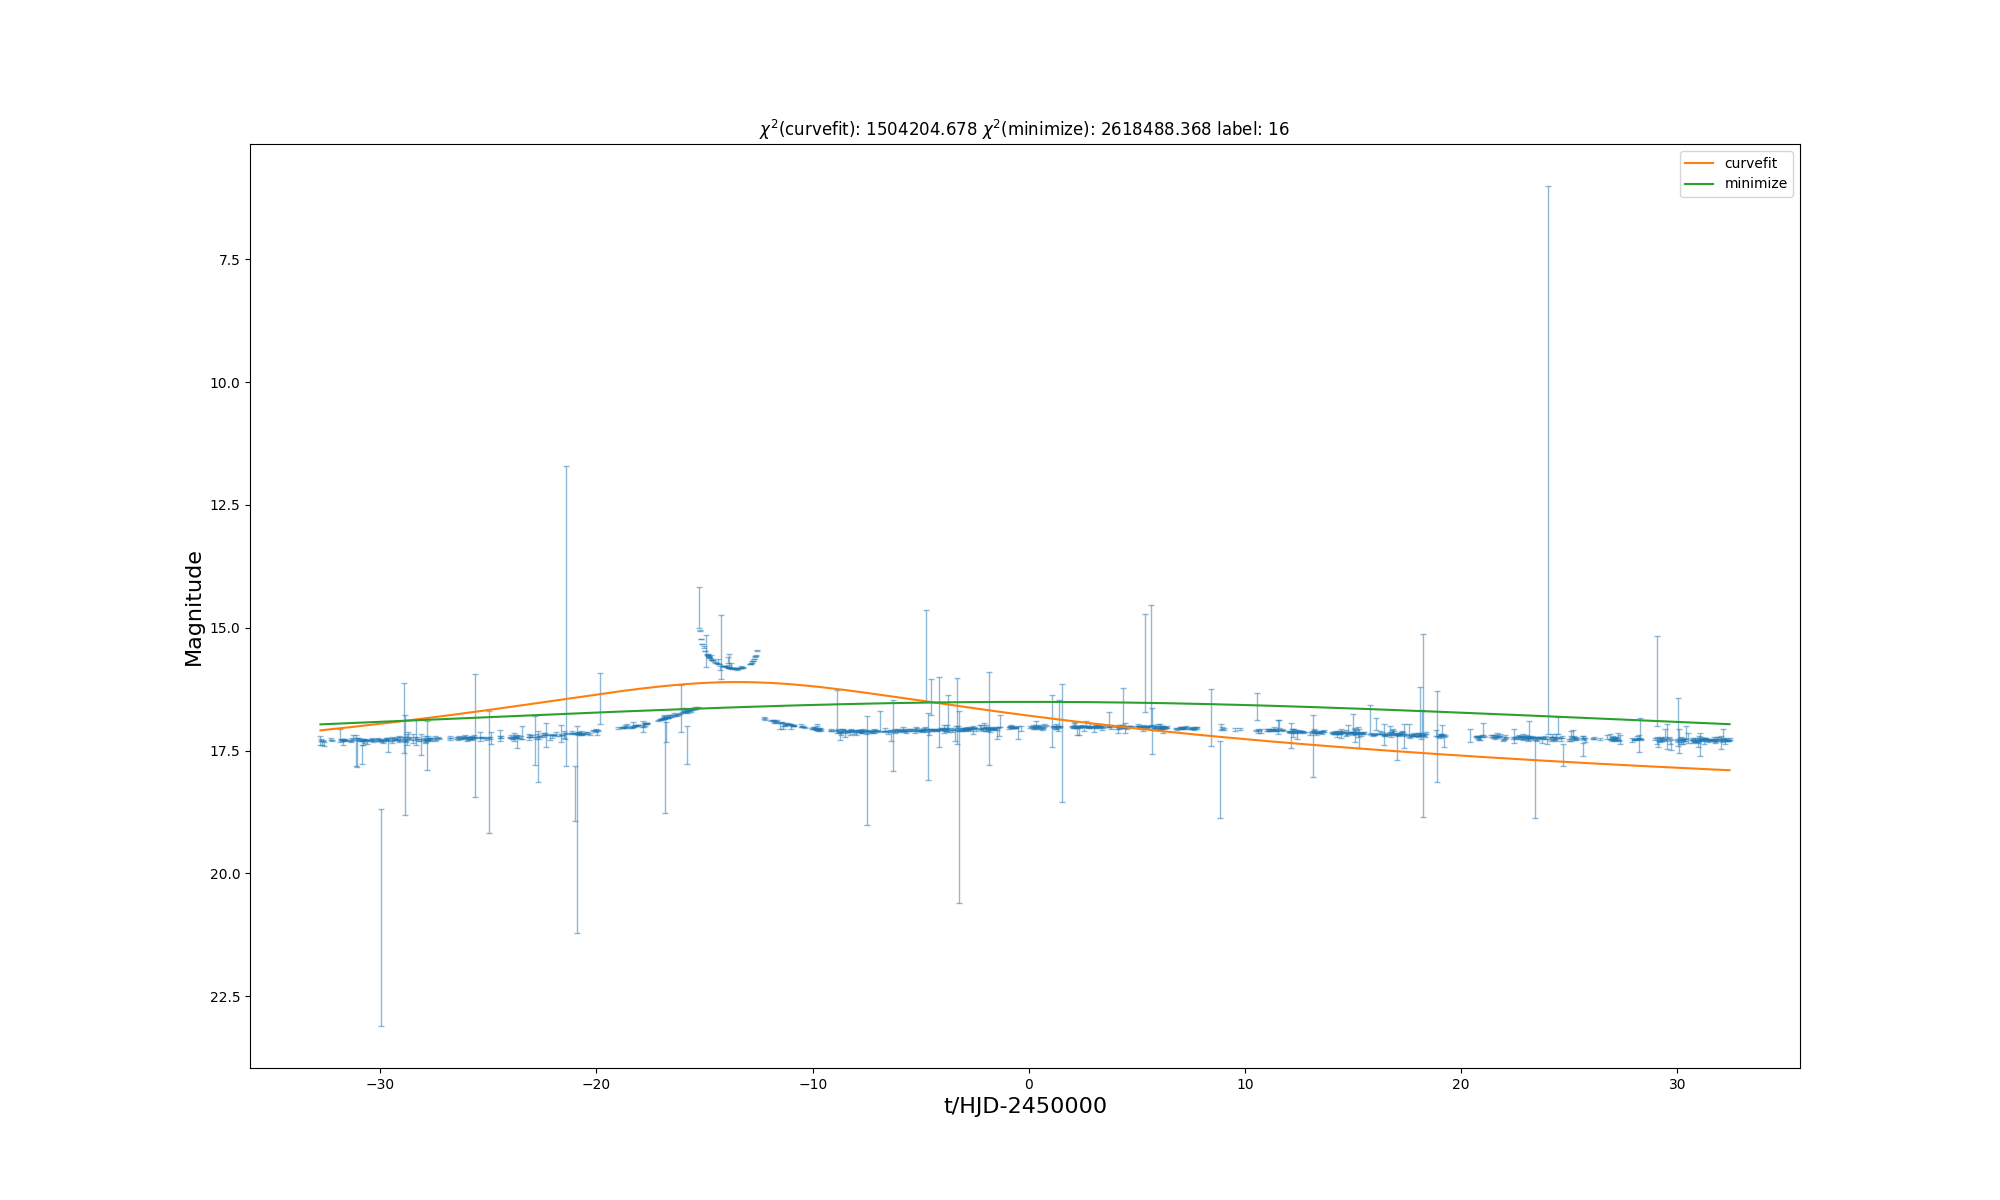 χ²(curvefit): 1504204.678 χ²(minimize): 2618488.368 label: 16
curvefit
minimize
7.5
10.0
12.5
15.0
17.5
20.0
22.5
Magnitude
−30
−20
−10
0
10
20
30
t/HJD-2450000